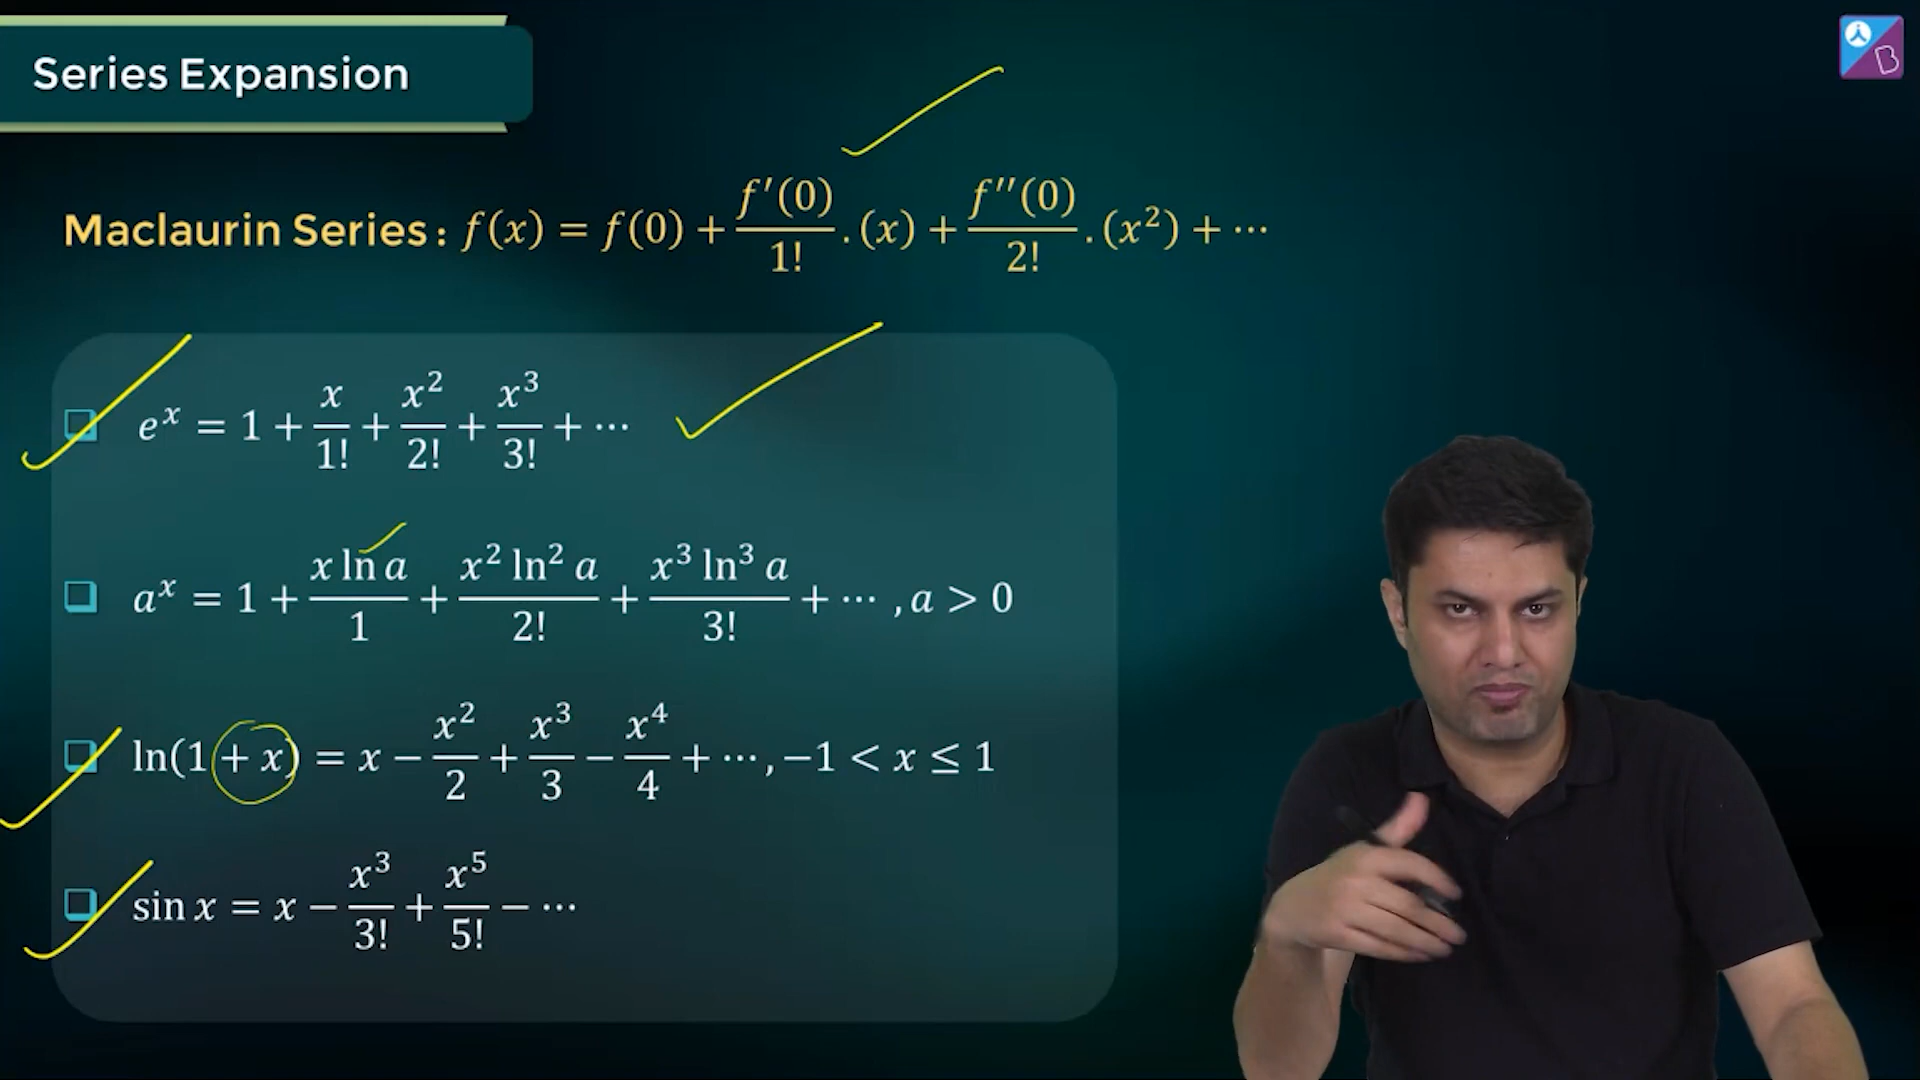 Series Expansion
Maclaurin Series : f(x) = f(0) + f′(0)/1! . (x) + f″(0)/2! . (x²) + ⋯
❑ eˣ = 1 + x/1! + x²/2! + x³/3! + ⋯
❑ aˣ = 1 + x ln a/1 + x² ln² a/2! + x³ ln³ a/3! + ⋯ , a > 0
❑ ln(1 + x) = x − x²/2 + x³/3 − x⁴/4 + ⋯ , −1 < x ≤ 1
❑ sin x = x − x³/3! + x⁵/5! − ⋯